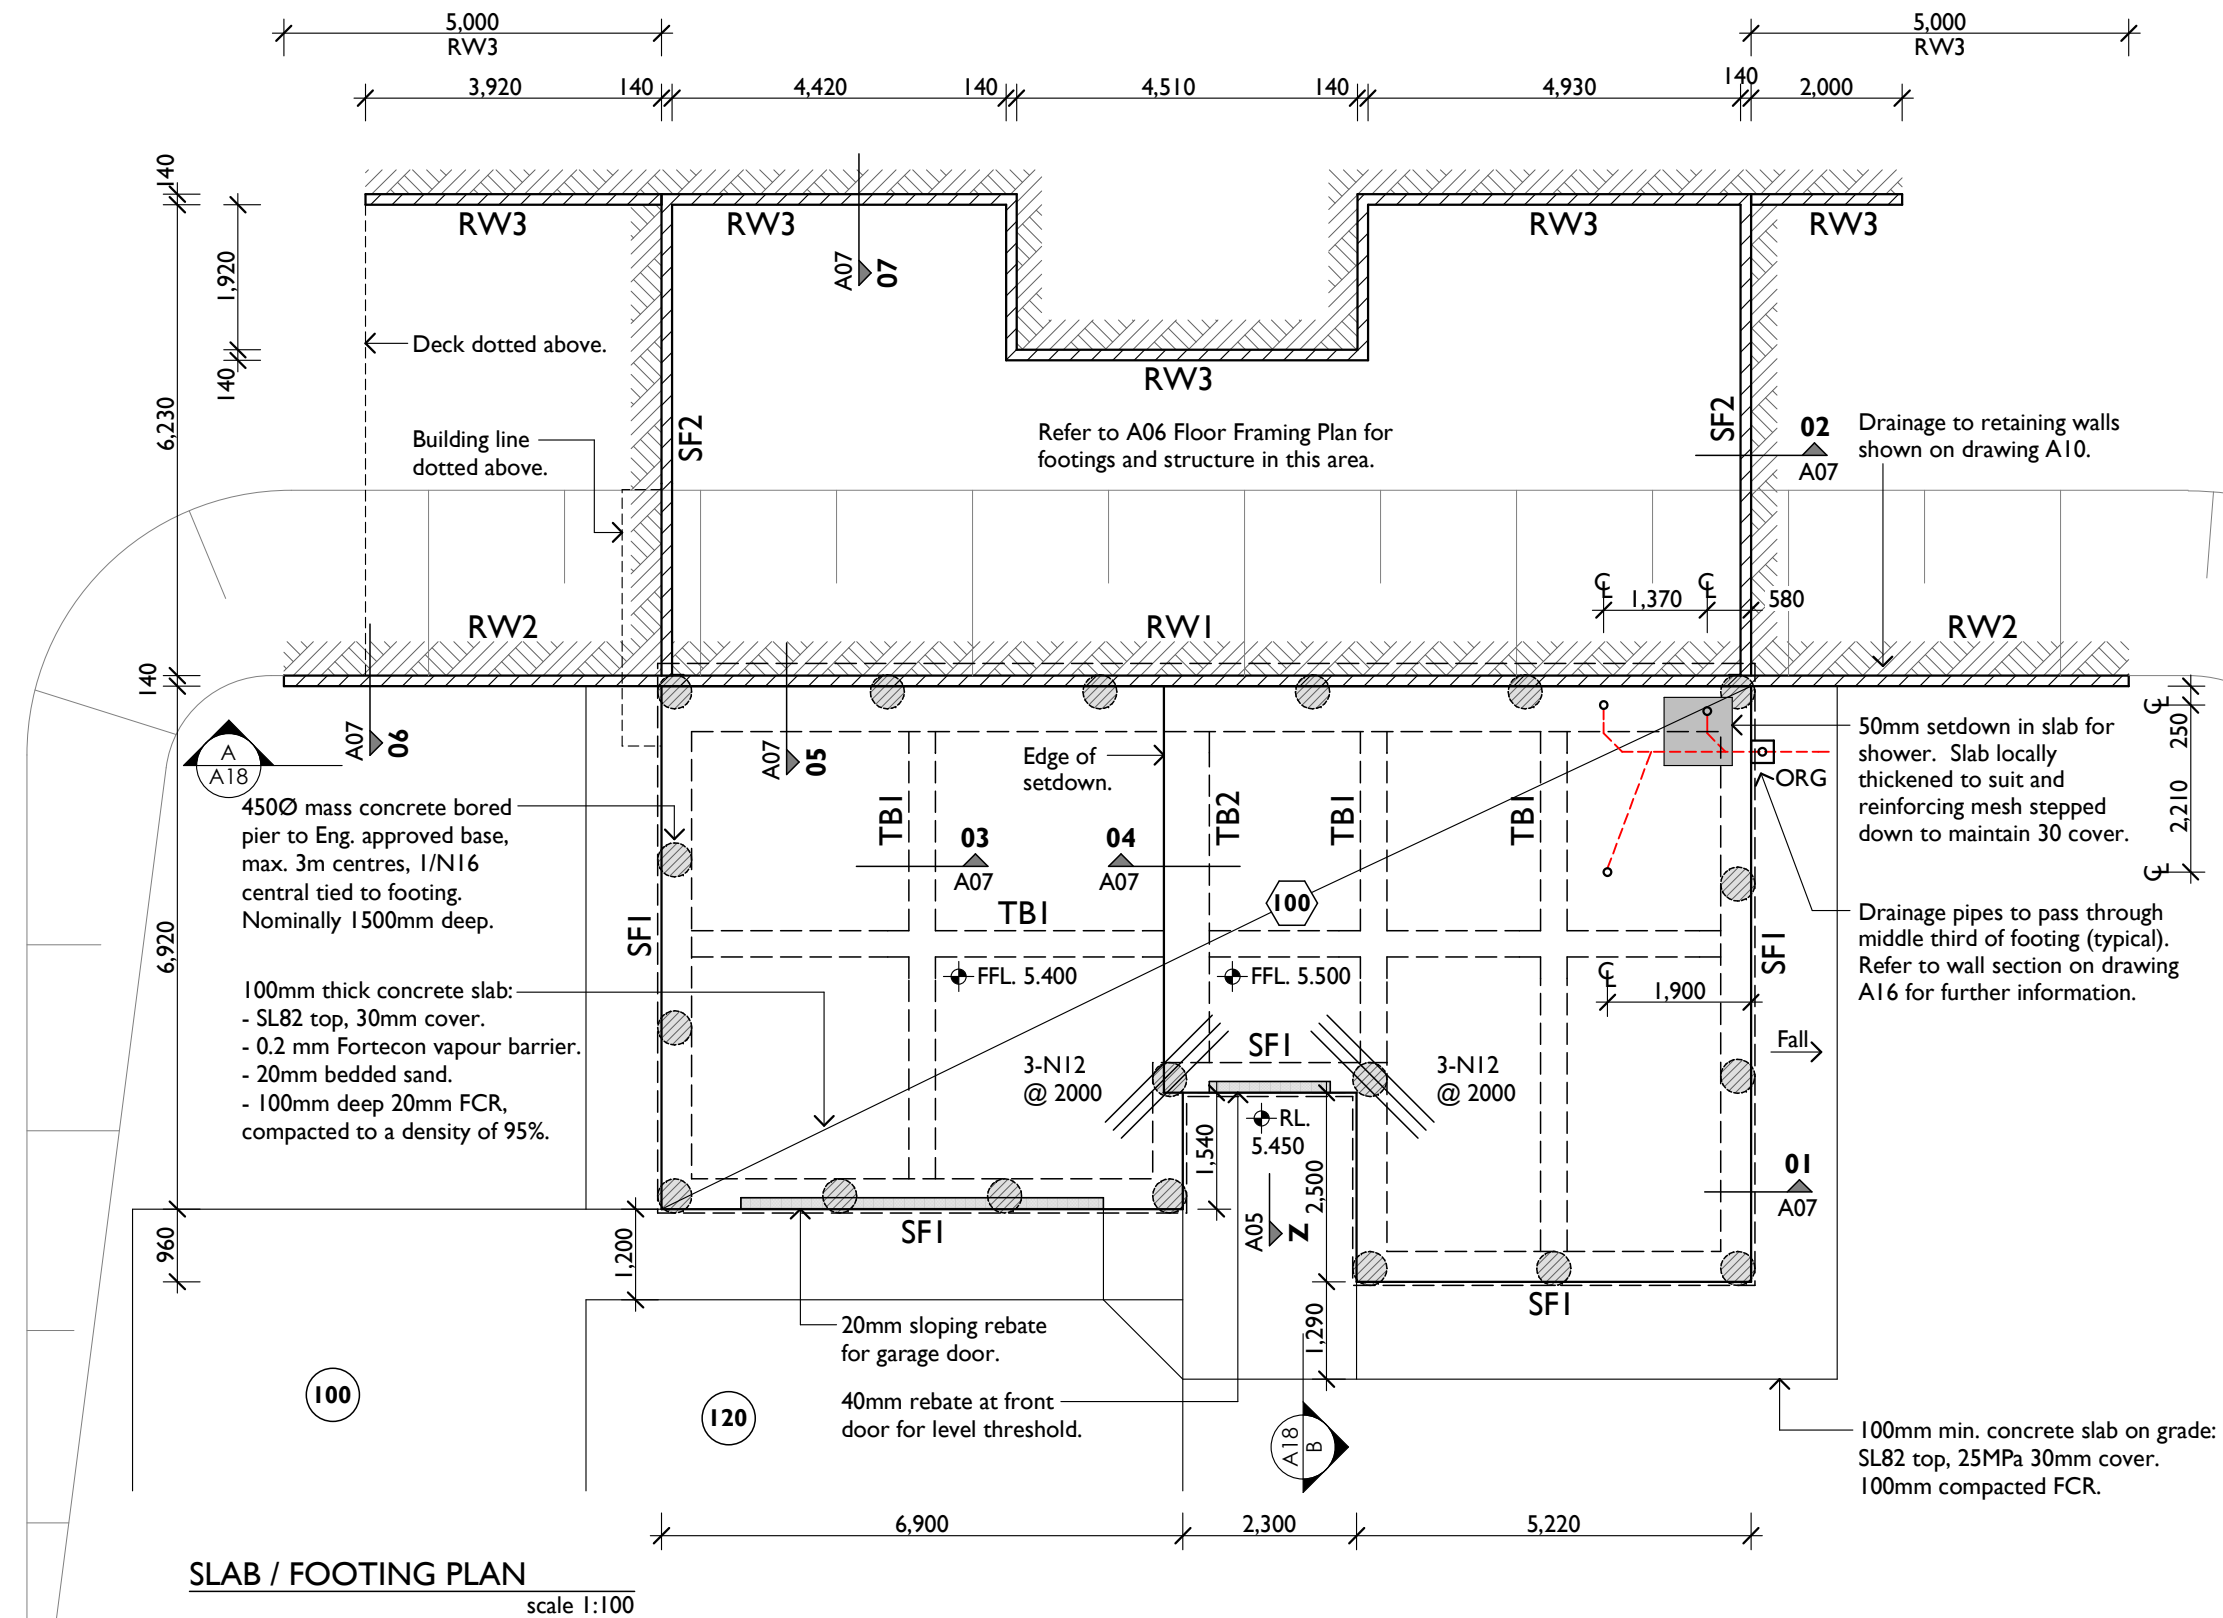 5,000
RW3
5,000
RW3
3,920
140
4,420
140
4,510
140
4,930
140
2,000
140
1,920
140
6,230
140
6,920
960
RW3
RW3
RW3
RW3
RW3
A07
07
Deck dotted above.
Building line
dotted above.
SF2
SF2
Refer to A06 Floor Framing Plan for
footings and structure in this area.
02
A07
Drainage to retaining walls
shown on drawing A10.
CL
1,370
CL
580
RW2
RW1
RW2
A
A18
A07
06
A07
05
Edge of
setdown.
CL
250
2,210
CL
50mm setdown in slab for
shower. Slab locally
thickened to suit and
reinforcing mesh stepped
down to maintain 30 cover.
ORG
450Ø mass concrete bored
pier to Eng. approved base,
max. 3m centres, 1/N16
central tied to footing.
Nominally 1500mm deep.
TB1
TB2
TB1
TB1
03
A07
04
A07
100
TB1
SF1
SF1
Drainage pipes to pass through
middle third of footing (typical).
Refer to wall section on drawing
A16 for further information.
FFL. 5.400
FFL. 5.500
CL
1,900
100mm thick concrete slab:
- SL82 top, 30mm cover.
- 0.2 mm Fortecon vapour barrier.
- 20mm bedded sand.
- 100mm deep 20mm FCR,
compacted to a density of 95%.
Fall
SF1
3-N12
@ 2000
3-N12
@ 2000
RL.
5.450
1,540
2,500
A05
Z
01
A07
SF1
SF1
1,200
1,290
20mm sloping rebate
for garage door.
40mm rebate at front
door for level threshold.
100
120
A18
B
100mm min. concrete slab on grade:
SL82 top, 25MPa 30mm cover.
100mm compacted FCR.
6,900
2,300
5,220
SLAB / FOOTING PLAN
scale 1:100